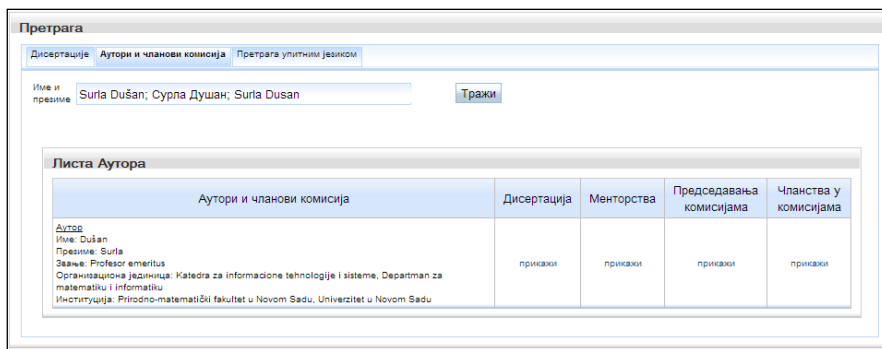 Претрага
Дисертације Аутори и чланови комисија Претрага упитним језиком
Име и
презиме
Surla Dušan; Сурла Душан; Surla Dusan
Тражи
Листа Аутора
Аутори и чланови комисија
Дисертација
Менторства
Председавања
комисијама
Чланства у
комисијама
Аутор
Име: Dušan
Презиме: Surla
Звање: Profesor emeritus
Организациона јединица: Katedra za informacione tehnologije i sisteme, Departman za
matematiku i informatiku
Институција: Prirodno-matematički fakultet u Novom Sadu, Univerzitet u Novom Sadu
прикажи
прикажи
прикажи
прикажи